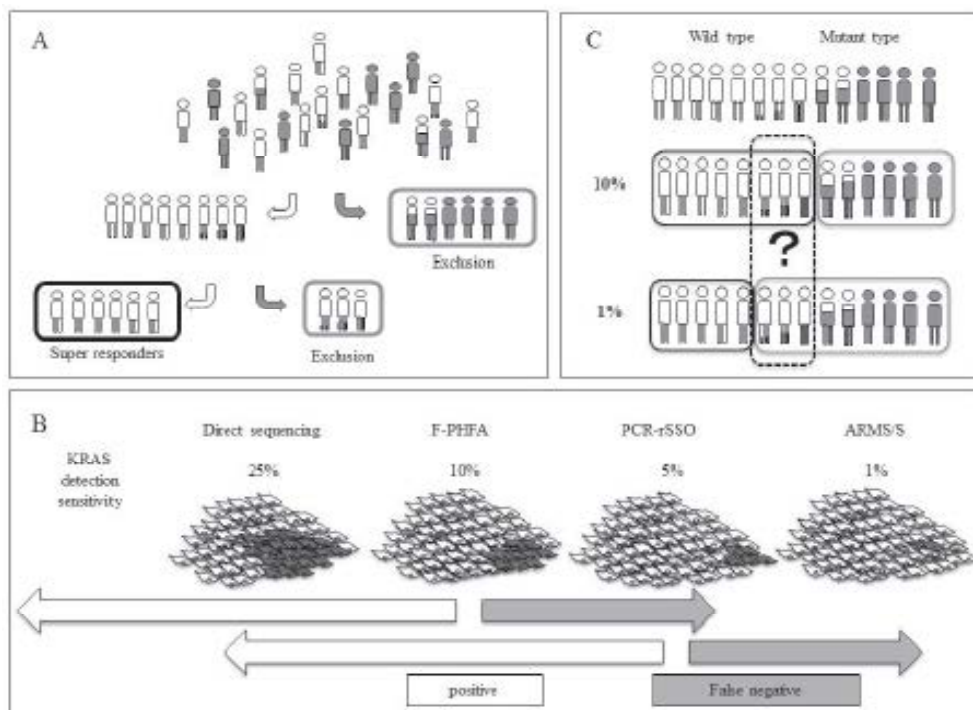 A
Exclusion
Super responders
Exclusion
C
Wild type Mutant type
10%
?
1%
B
Direct sequencing F-PHFA PCR-rSSO ARMS/S
KRAS
detection
sensitivity
25% 10% 5% 1%
positive
False negative